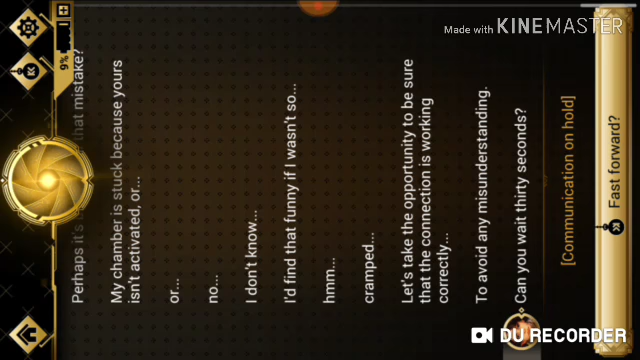 Made with KINEMASTER
9%
Perhaps it's that mistake?
My chamber is stuck because yours
isn't activated, or...
or...
no...
I don't know...
I'd find that funny if I wasn't so...
hmm...
cramped...
Let's take the opportunity to be sure
that the connection is working
correctly...
To avoid any misunderstanding.
Can you wait thirty seconds?
[Communication on hold]
Fast forward?
DU RECORDER